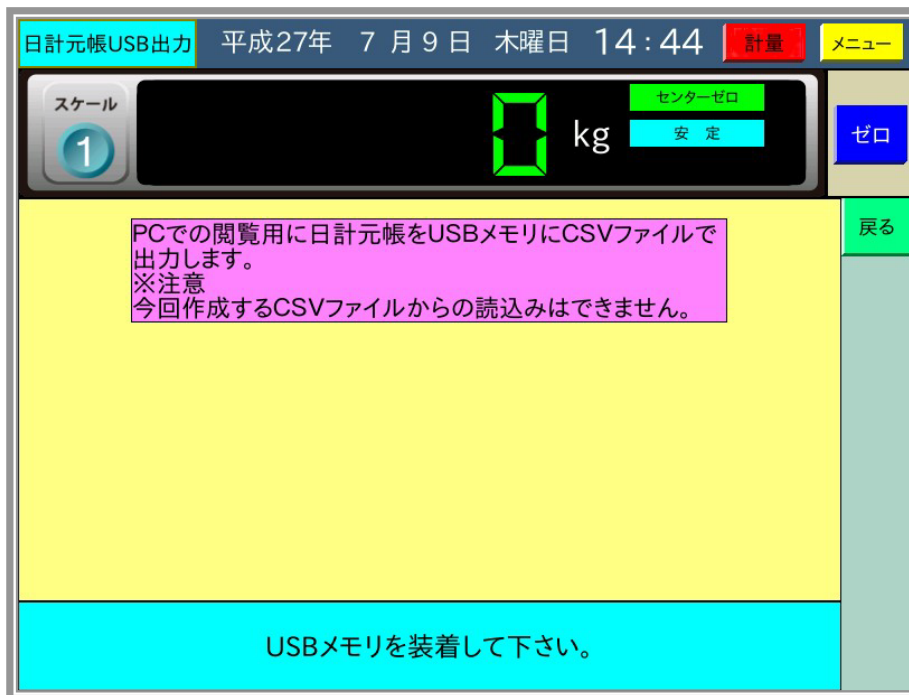 日計元帳USB出力 平成27年 7月9日 木曜日 14:44 計量 メニュー
スケール
1
0 kg
センターゼロ
安 定
ゼロ
戻る
PCでの閲覧用に日計元帳をUSBメモリにCSVファイルで
出力します。
※注意
今回作成するCSVファイルからの読込みはできません。
USBメモリを装着して下さい。